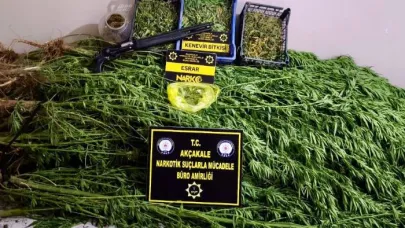 KENEVİR BİTKİSİ
ESRAR
NARKO
T.C.
AKÇAKALE
NARKOTİK SUÇLARLA MÜCADELE
BÜRO AMİRLİĞİ